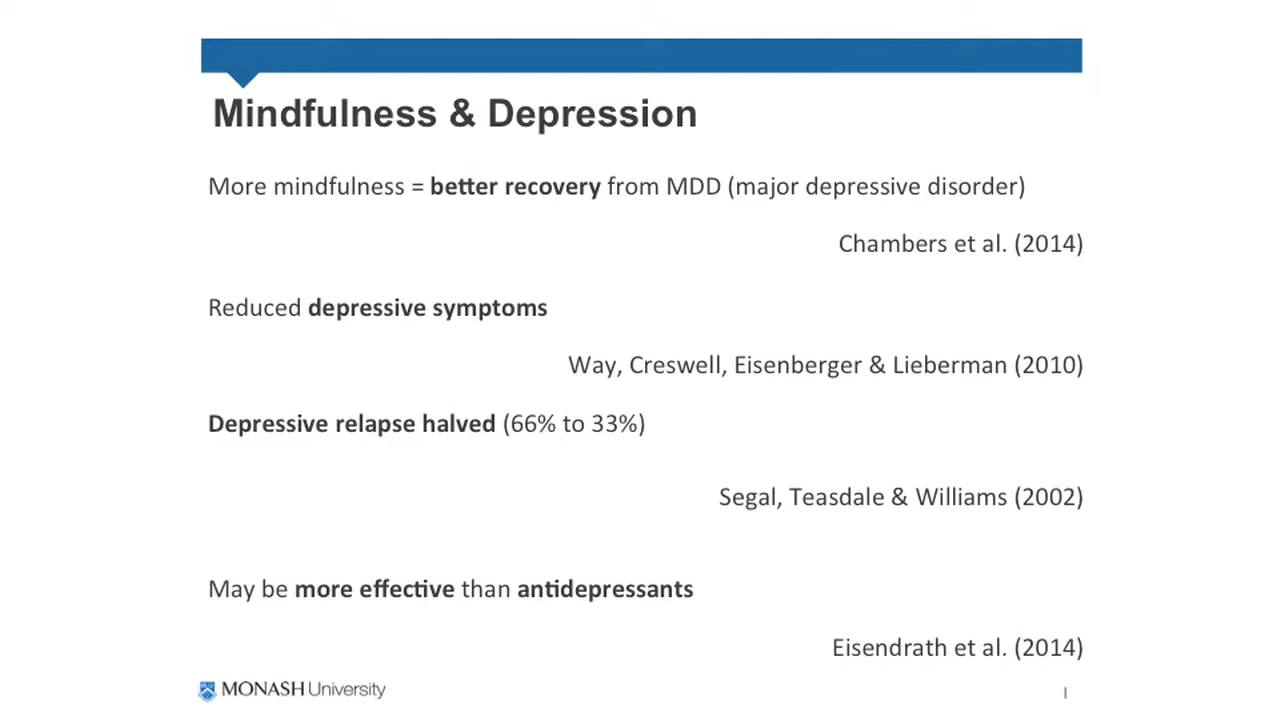 Mindfulness & Depression
More mindfulness = better recovery from MDD (major depressive disorder)
Chambers et al. (2014)
Reduced depressive symptoms
Way, Creswell, Eisenberger & Lieberman (2010)
Depressive relapse halved (66% to 33%)
Segal, Teasdale & Williams (2002)
May be more effective than antidepressants
Eisendrath et al. (2014)
MONASH University